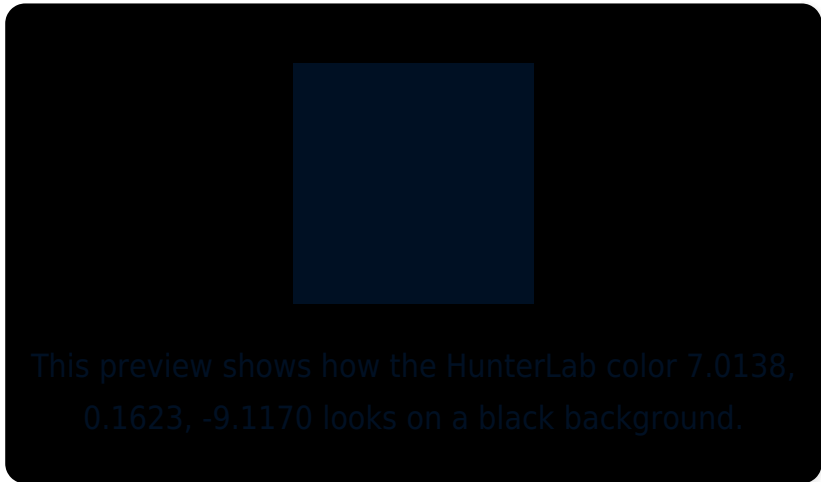 This preview shows how the HunterLab color 7.0138,
0.1623, -9.1170 looks on a black background.